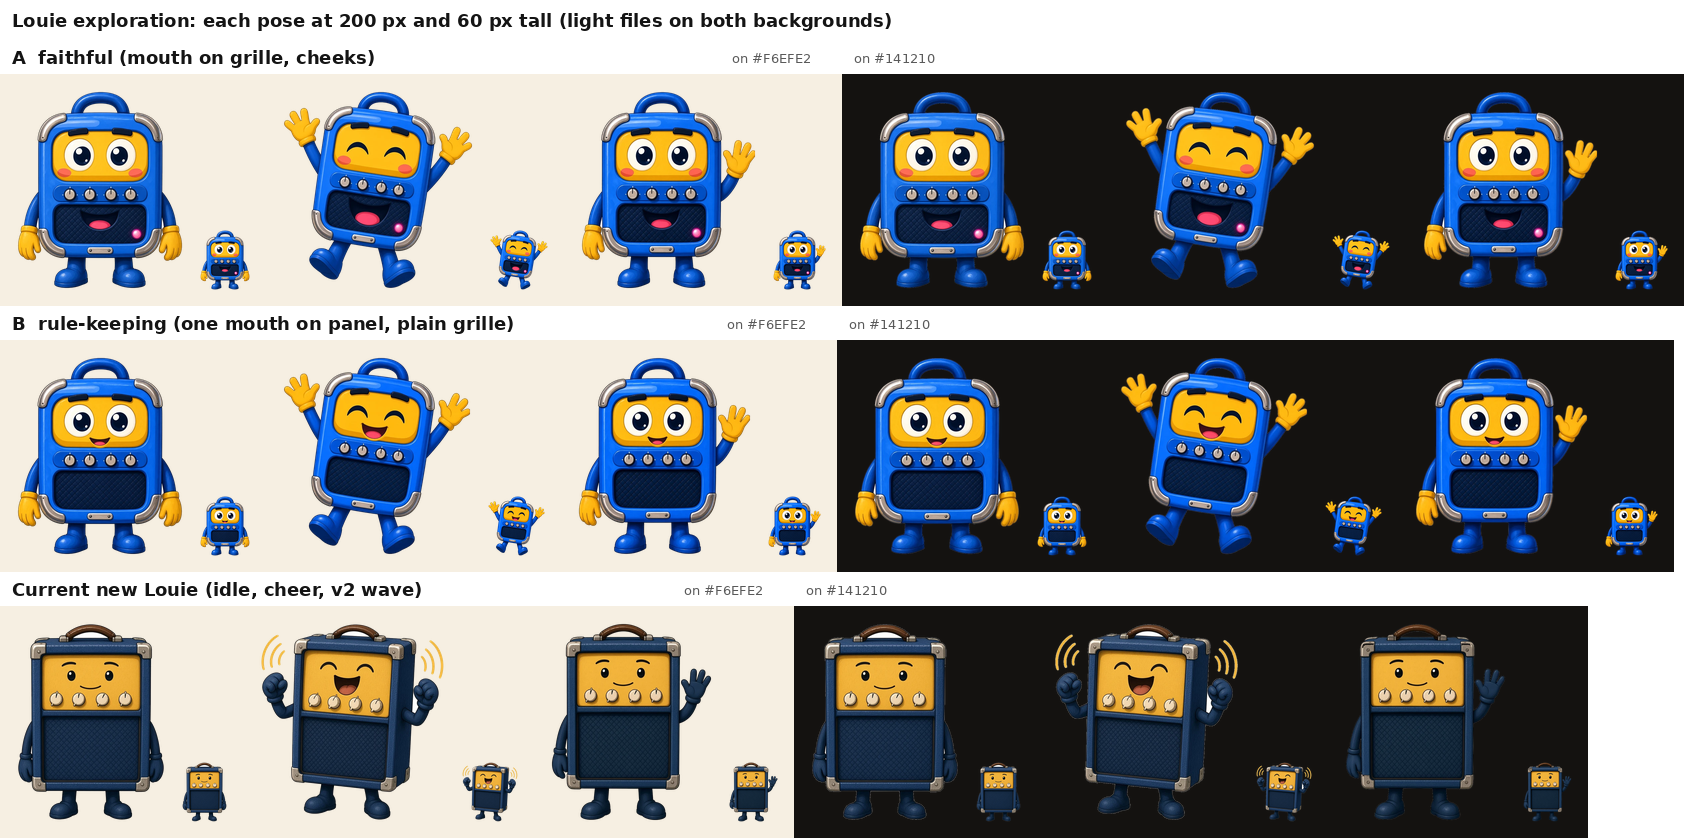 Louie exploration: each pose at 200 px and 60 px tall (light files on both backgrounds)
A faithful (mouth on grille, cheeks) on #F6EFE2 on #141210
B rule-keeping (one mouth on panel, plain grille) on #F6EFE2 on #141210
Current new Louie (idle, cheer, v2 wave) on #F6EFE2 on #141210